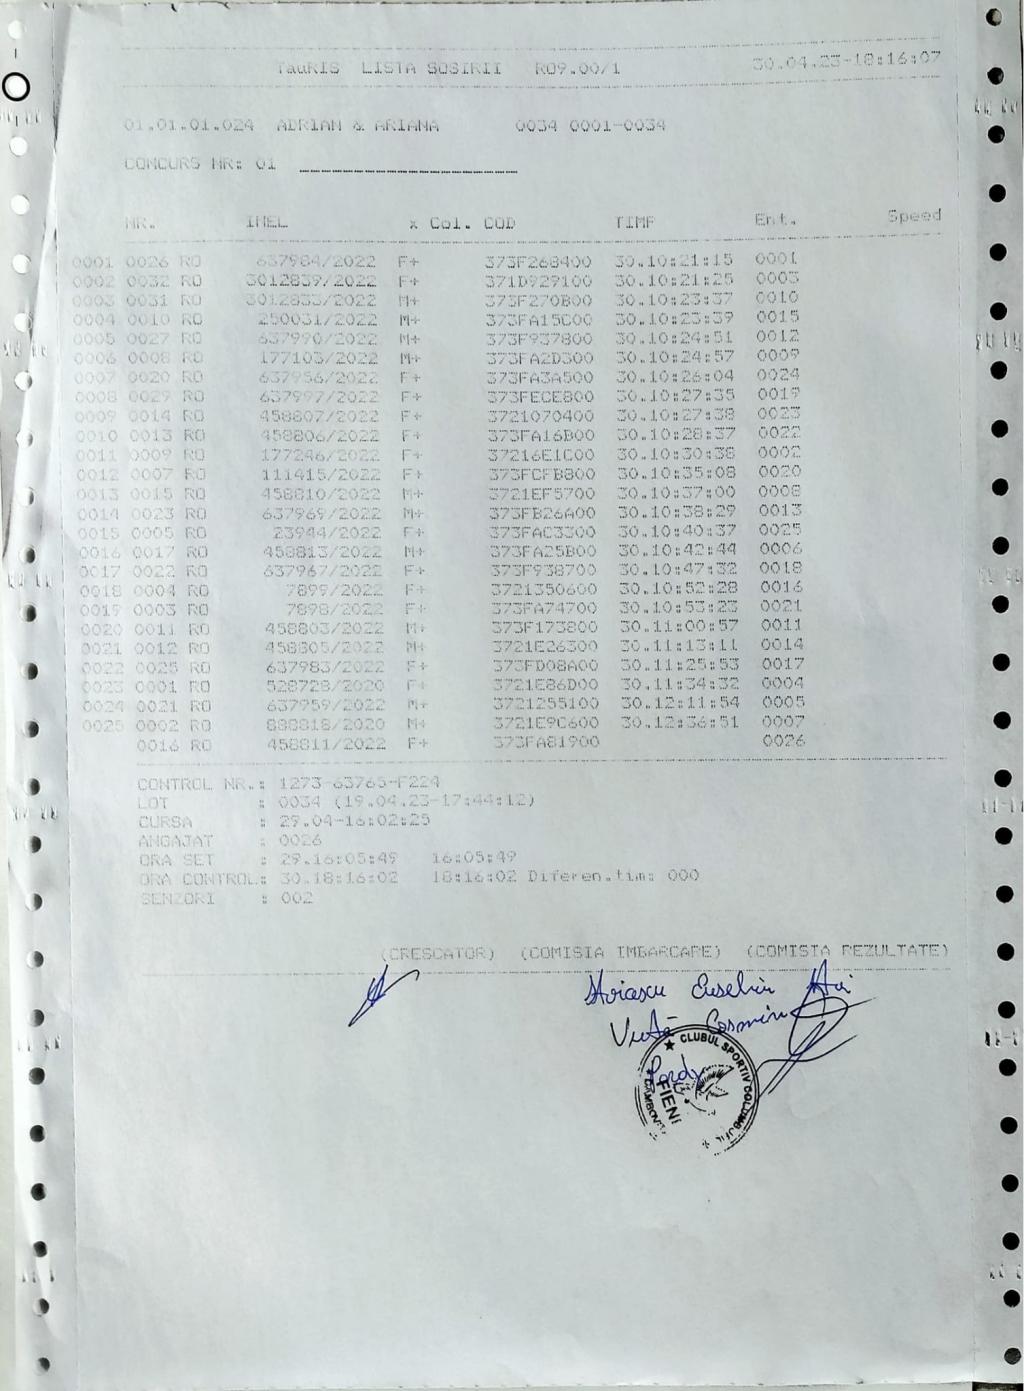 TauRIS LISTA SOSIRII RO9.00/1 30.04.23-18:16:07
01.01.01.024 ADRIAN & ARIANA 0034 0001-0034
CONCURS NR: 01
NR. INEL x Col. COD TIMP Ent. Speed
0001 0026 RO 637984/2022 F+ 373F268400 30.10:21:15 0001
0002 0032 RO 3012839/2022 F+ 371D929100 30.10:21:25 0003
0003 0031 RO 3012833/2022 M+ 373F270B00 30.10:23:37 0010
0004 0010 RO 250031/2022 M+ 373FA15C00 30.10:23:39 0015
0005 0027 RO 637990/2022 M+ 373F937800 30.10:24:51 0012
0006 0008 RO 177103/2022 M+ 373FA2D300 30.10:24:57 0009
0007 0020 RO 637956/2022 F+ 373FA3A500 30.10:26:04 0024
0008 0029 RO 637997/2022 F+ 373FECE800 30.10:27:35 0019
0009 0014 RO 458807/2022 F+ 3721070400 30.10:27:38 0023
0010 0013 RO 458806/2022 F+ 373FA16B00 30.10:28:37 0022
0011 0009 RO 177246/2022 F+ 37216E1C00 30.10:30:38 0002
0012 0007 RO 111415/2022 F+ 373FCFB800 30.10:35:08 0020
0013 0015 RO 458810/2022 M+ 3721EF5700 30.10:37:00 0008
0014 0023 RO 637969/2022 M+ 373FB26A00 30.10:38:29 0013
0015 0005 RO 23944/2022 F+ 373FAC3300 30.10:40:37 0025
0016 0017 RO 458813/2022 M+ 373FA25B00 30.10:42:44 0006
0017 0022 RO 637967/2022 F+ 373F938700 30.10:47:32 0018
0018 0004 RO 7899/2022 F+ 3721350600 30.10:52:28 0016
0019 0003 RO 7898/2022 F+ 373FA74700 30.10:53:23 0021
0020 0011 RO 458803/2022 M+ 373F173800 30.11:00:57 0011
0021 0012 RO 458805/2022 M+ 3721E26300 30.11:13:11 0014
0022 0025 RO 637983/2022 F+ 373FD08A00 30.11:25:53 0017
0023 0001 RO 528728/2020 F+ 3721E86D00 30.11:34:32 0004
0024 0021 RO 637959/2022 M+ 3721255100 30.12:11:54 0005
0025 0002 RO 888818/2020 M+ 3721E9C600 30.12:36:51 0007
0016 RO 458811/2022 F+ 373FA81900 0026
CONTROL NR.: 1273-63765-F224
LOT : 0034 (19.04.23-17:44:12)
CURSA : 29.04-16:02:25
ANGAJAT : 0026
ORA SET : 29.16:05:49 16:05:49
ORA CONTROL: 30.18:16:02 18:16:02 Diferen.tim: 000
SENZORI : 002
(CRESCATOR) (COMISIA IMBARCARE) (COMISIA REZULTATE)
Eusebiu
Cosmin
CLUBUL SPORTIV COLUMBOFIL
FIENI